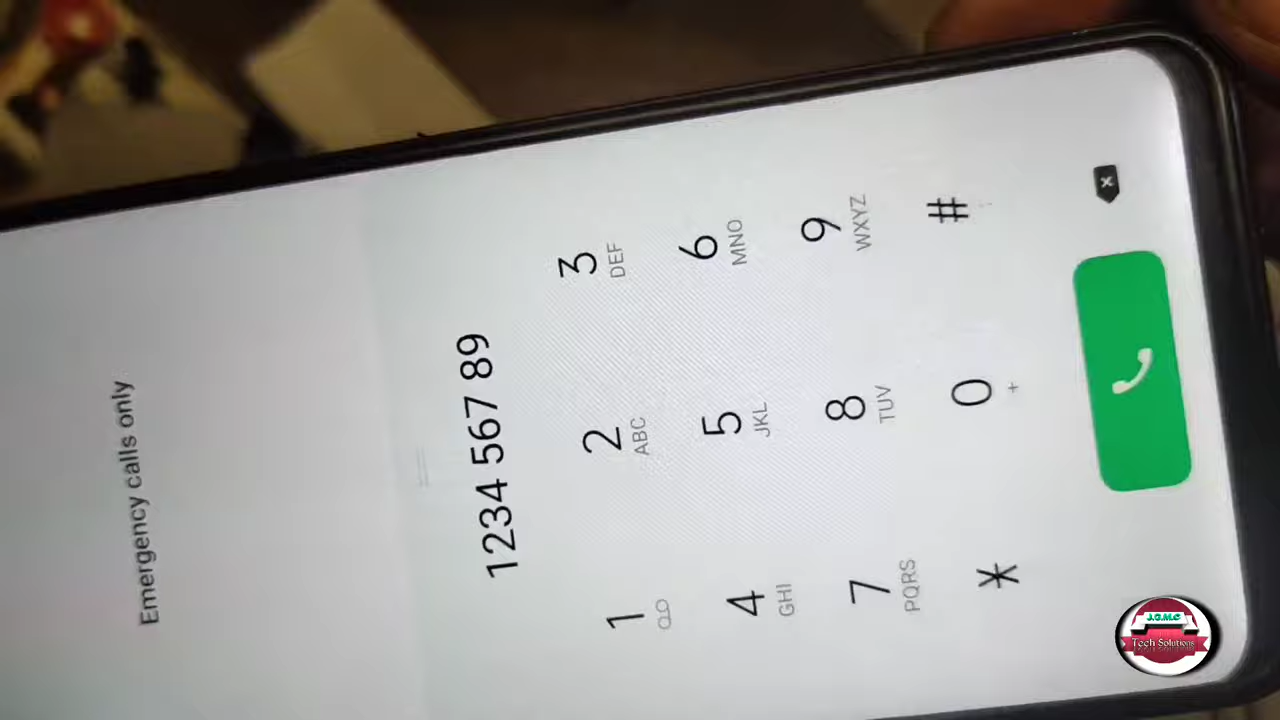 Emergency calls only
1234 567 89
1 2 ABC 3 DEF
4 GHI 5 JKL 6 MNO
7 PQRS 8 TUV 9 WXYZ
* 0 + #
J.G.M.C
Tech Solutions